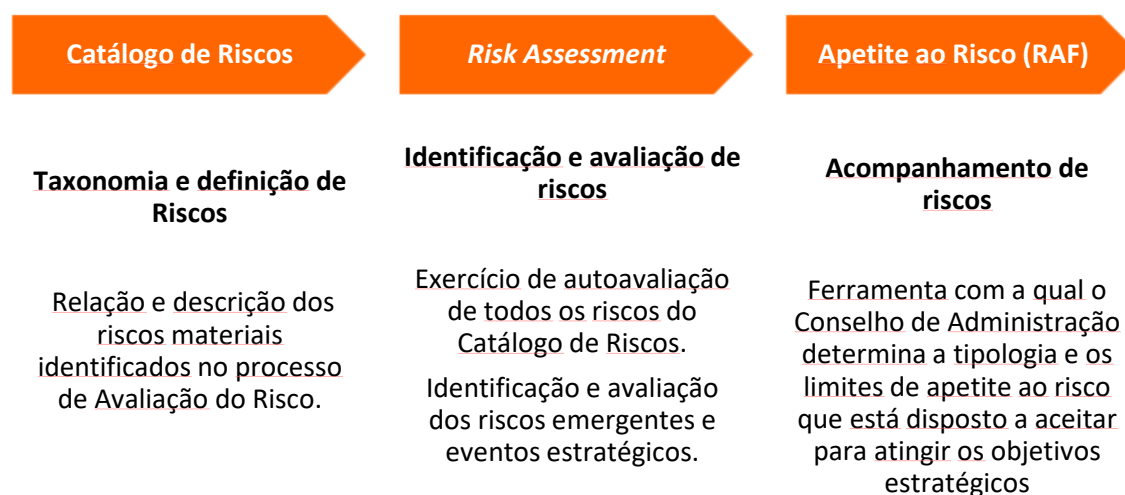 Catálogo de Riscos
Taxonomia e definição de
Riscos
Relação e descrição dos
riscos materiais
identificados no processo
de Avaliação do Risco.
Risk Assessment
Identificação e avaliação de
riscos
Exercício de autoavaliação
de todos os riscos do
Catálogo de Riscos.
Identificação e avaliação
dos riscos emergentes e
eventos estratégicos.
Apetite ao Risco (RAF)
Acompanhamento de
riscos
Ferramenta com a qual o
Conselho de Administração
determina a tipologia e os
limites de apetite ao risco
que está disposto a aceitar
para atingir os objetivos
estratégicos